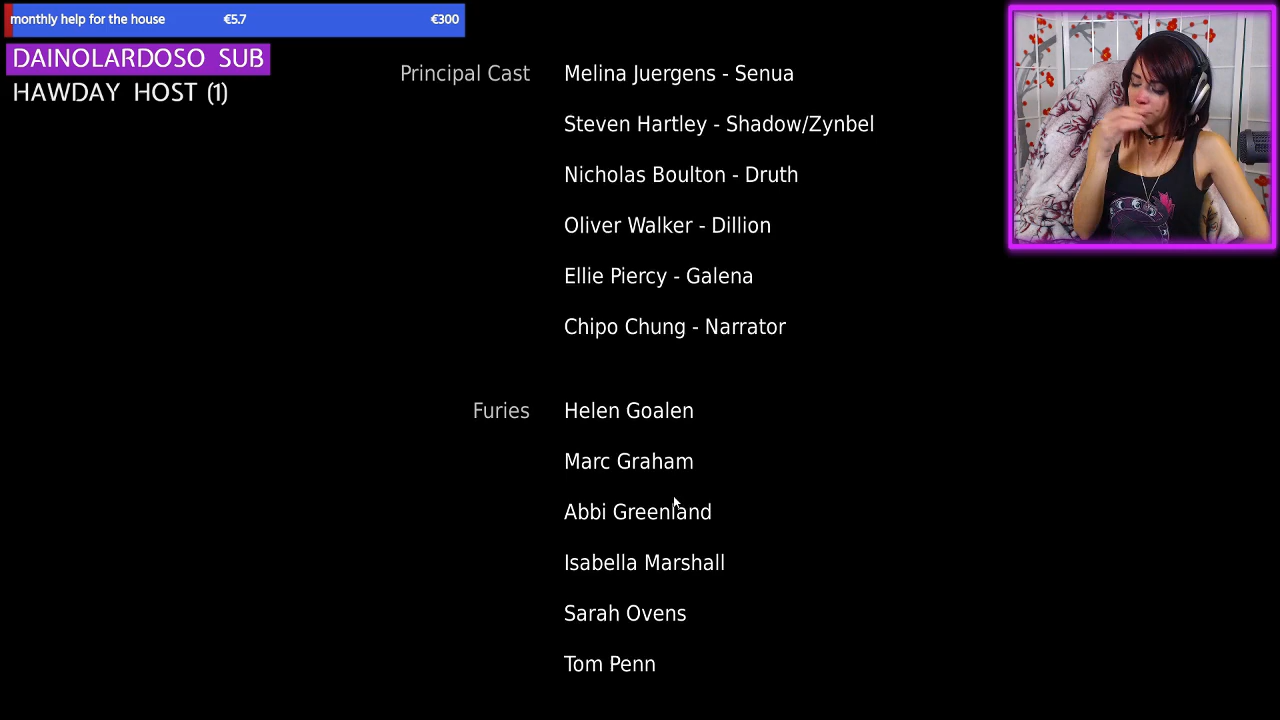 monthly help for the house €5.7 €300
DAINOLARDOSO SUB
HAWDAY HOST (1)
Principal Cast Melina Juergens - Senua
Steven Hartley - Shadow/Zynbel
Nicholas Boulton - Druth
Oliver Walker - Dillion
Ellie Piercy - Galena
Chipo Chung - Narrator
Furies Helen Goalen
Marc Graham
Abbi Greenland
Isabella Marshall
Sarah Ovens
Tom Penn